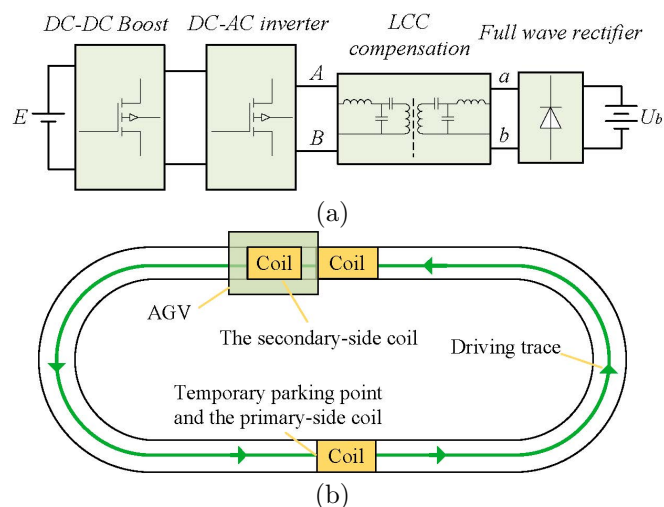 DC-DC Boost DC-AC inverter LCC compensation Full wave rectifier
E
A
B
a
b
Ub
(a)
Coil Coil
AGV
The secondary-side coil
Driving trace
Temporary parking point
and the primary-side coil
Coil
(b)